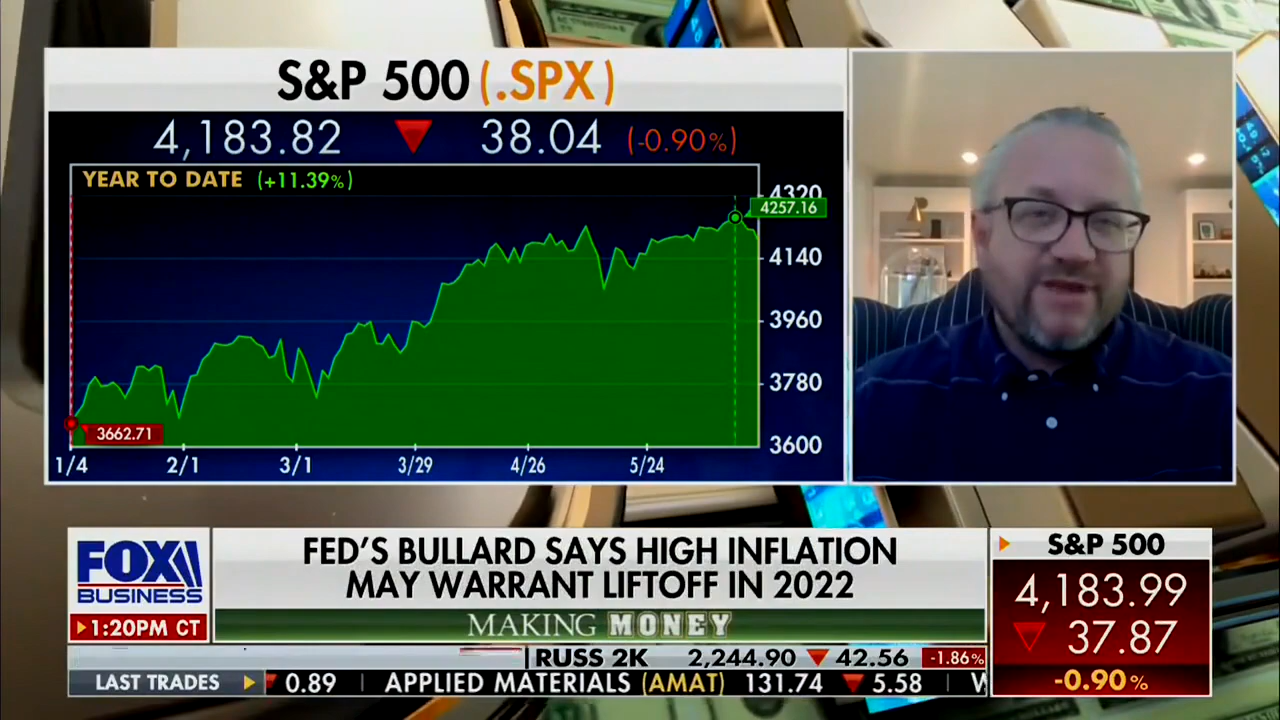 S&P 500 (.SPX)
4,183.82 ▼ 38.04 (-0.90%)
YEAR TO DATE (+11.39%)
4320
4257.16
4140
3960
3780
3662.71
3600
1/4 2/1 3/1 3/29 4/26 5/24
FOX BUSINESS
1:20PM CT
FED'S BULLARD SAYS HIGH INFLATION
MAY WARRANT LIFTOFF IN 2022
MAKING MONEY
S&P 500
4,183.99
▼ 37.87
-0.90%
RUSS 2K 2,244.90 ▼ 42.56 -1.86%
LAST TRADES ▼ 0.89 | APPLIED MATERIALS (AMAT) 131.74 ▼ 5.58 |